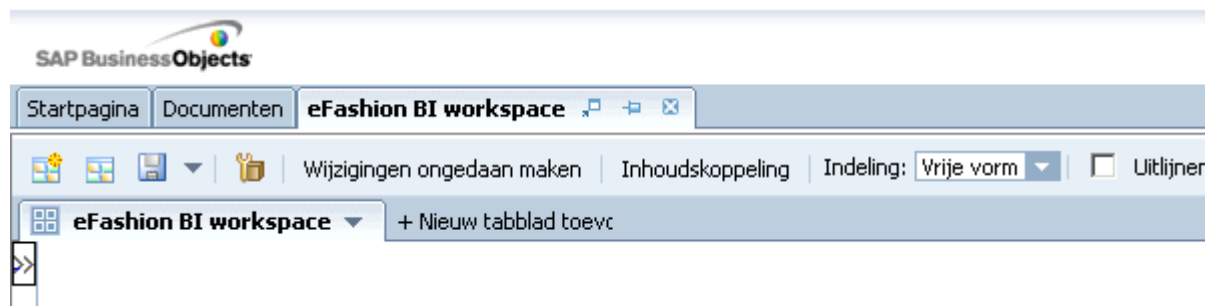 SAP BusinessObjects
Startpagina Documenten eFashion BI workspace
Wijzigingen ongedaan maken Inhoudskoppeling Indeling: Vrije vorm Uitlijnen
eFashion BI workspace + Nieuw tabblad toevo